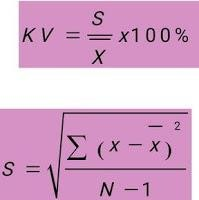 KV = S/X̄ x100%
S = √(∑(x − x̄)²/(N − 1))